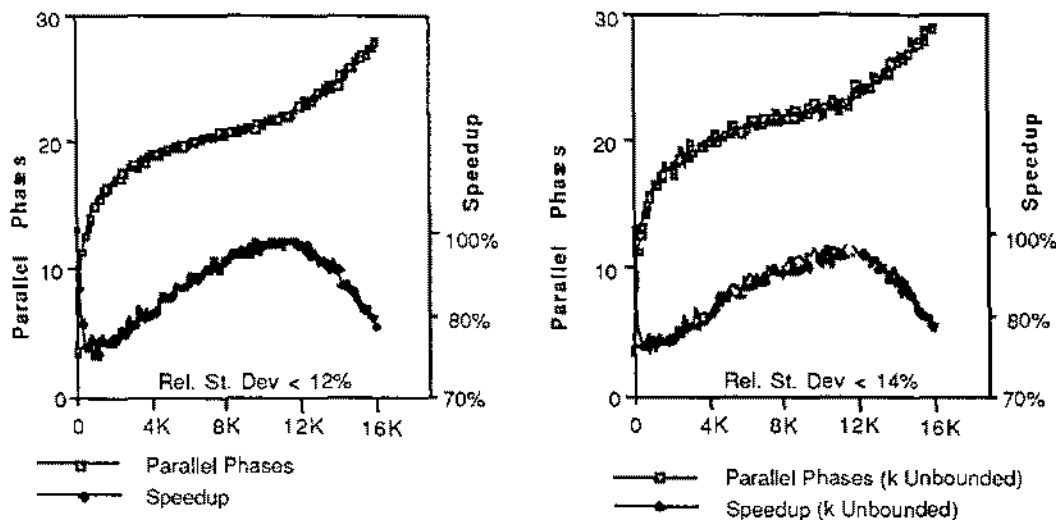 30
20
10
0
Parallel Phases
Speedup
100%
80%
70%
Rel. St. Dev < 12%
0 4K 8K 12K 16K
Parallel Phases
Speedup
30
20
10
0
Parallel Phases
Speedup
100%
80%
70%
Rel. St. Dev < 14%
0 4K 8K 12K 16K
Parallel Phases (k Unbounded)
Speedup (k Unbounded)